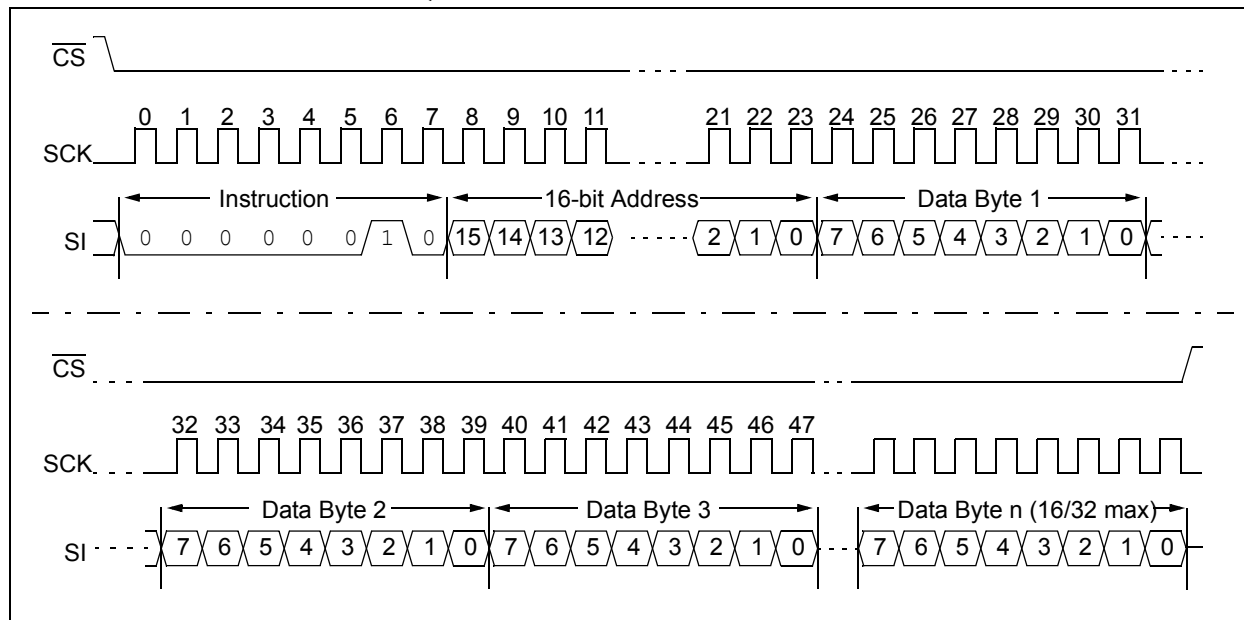 CS
0 1 2 3 4 5 6 7 8 9 10 11 21 22 23 24 25 26 27 28 29 30 31
SCK
Instruction 16-bit Address Data Byte 1
SI 0 0 0 0 0 0 1 0 15 14 13 12 2 1 0 7 6 5 4 3 2 1 0
CS
32 33 34 35 36 37 38 39 40 41 42 43 44 45 46 47
SCK
Data Byte 2 Data Byte 3 Data Byte n (16/32 max)
SI 7 6 5 4 3 2 1 0 7 6 5 4 3 2 1 0 7 6 5 4 3 2 1 0